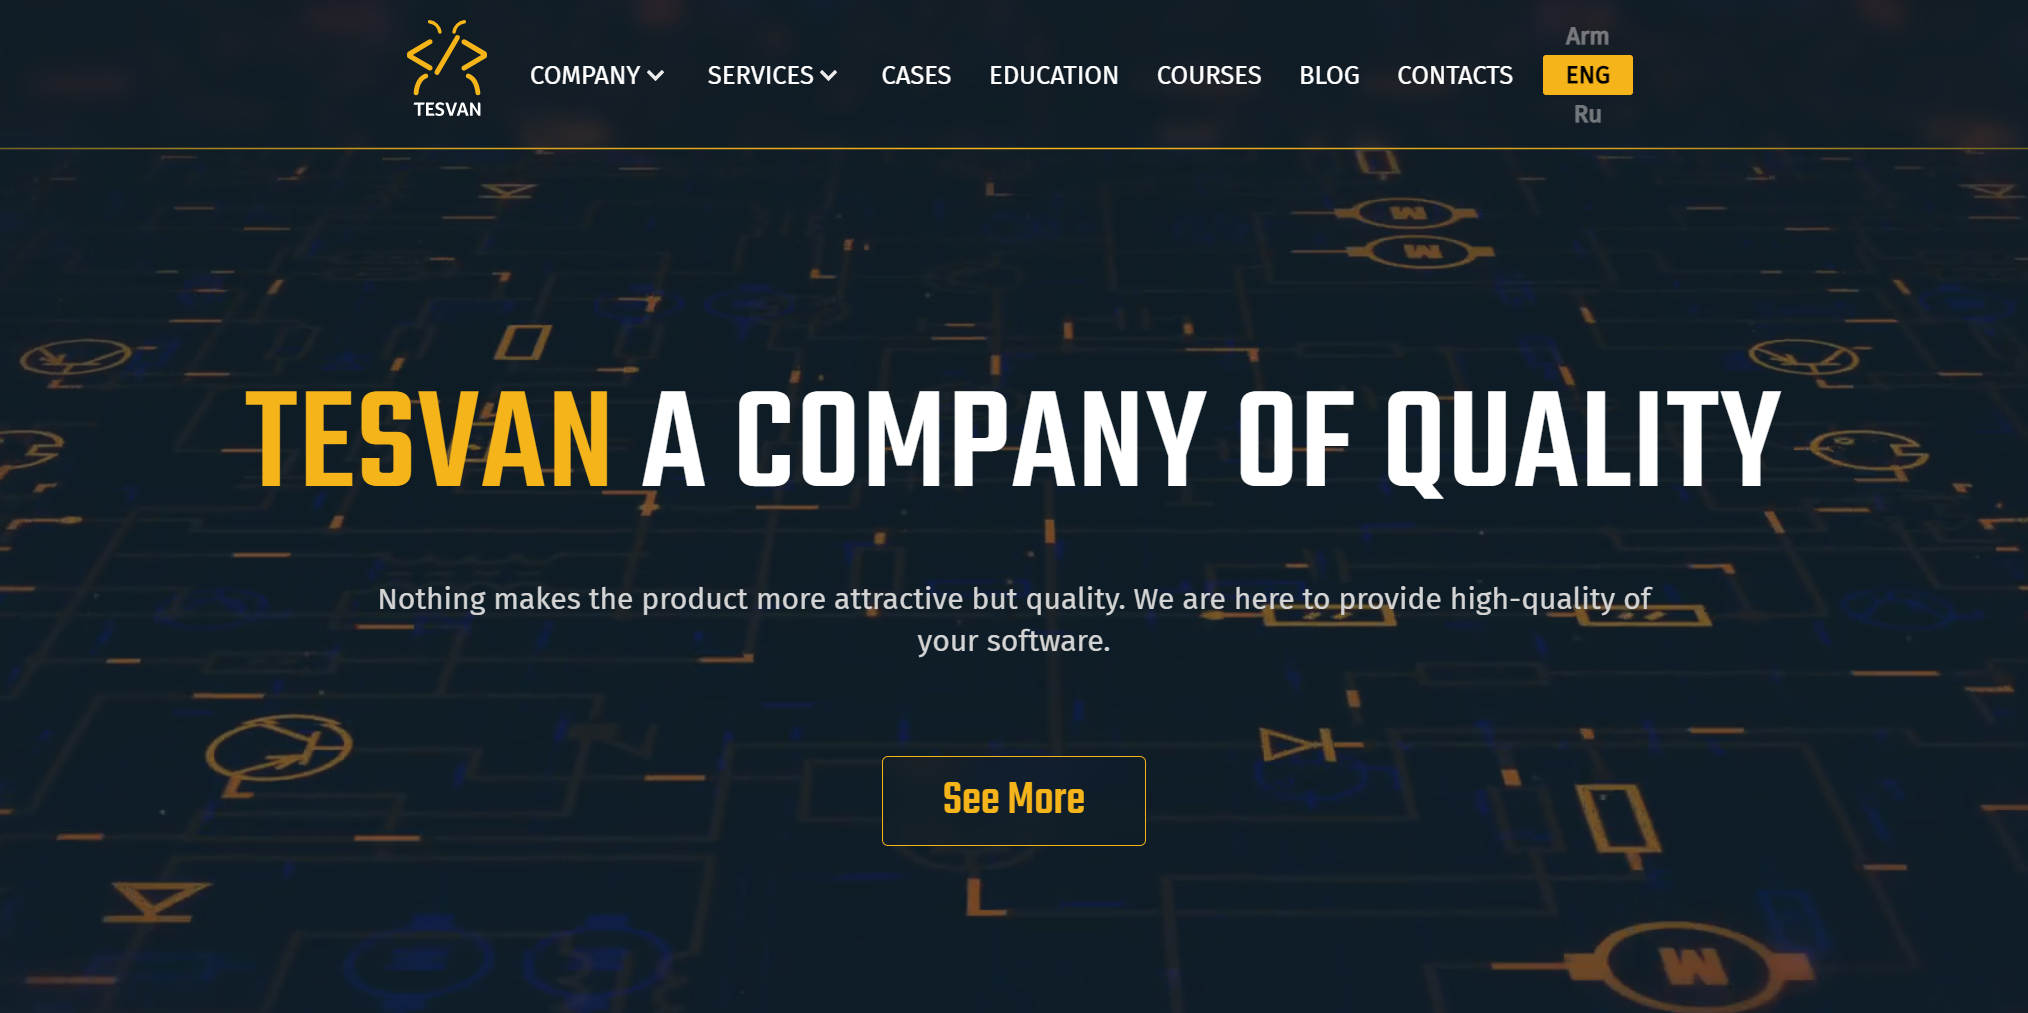 TESVAN
COMPANY
SERVICES
CASES
EDUCATION
COURSES
BLOG
CONTACTS
Arm
ENG
Ru
TESVAN A COMPANY OF QUALITY
Nothing makes the product more attractive but quality. We are here to provide high-quality of
your software.
See More